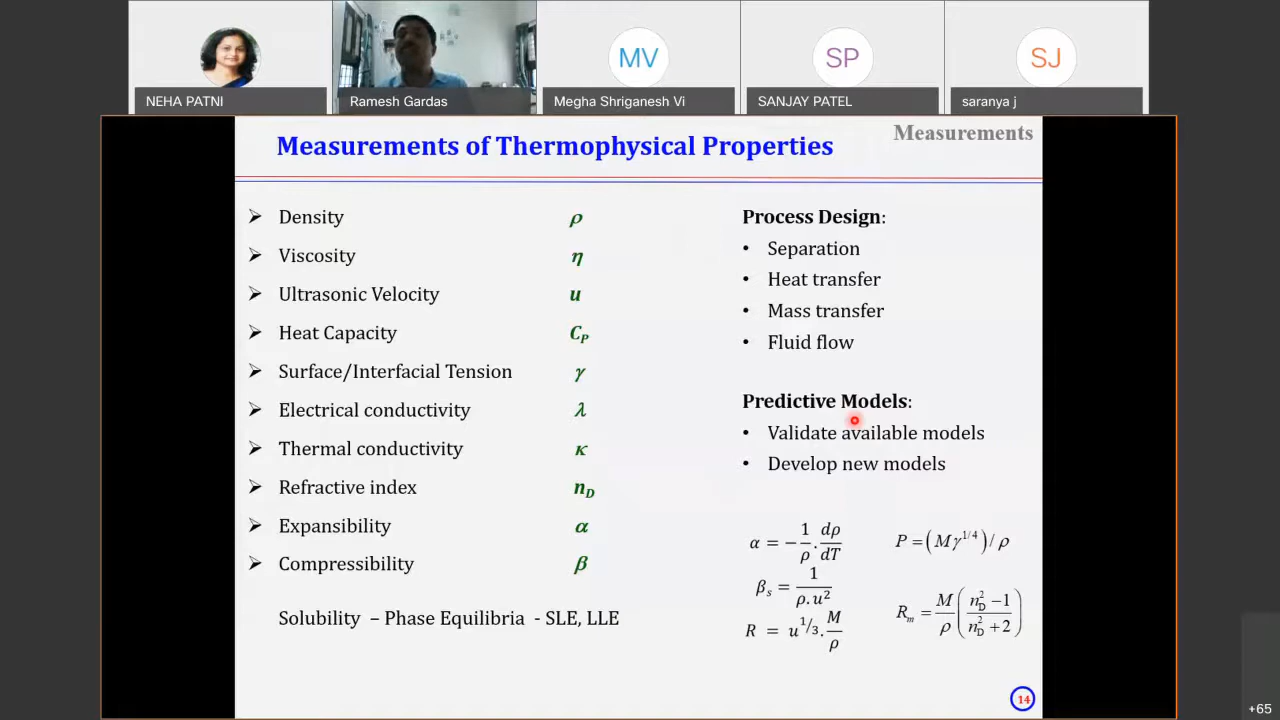 MV
SP
SJ
NEHA PATNI
Ramesh Gardas
Megha Shriganesh Vi
SANJAY PATEL
saranya j
Measurements
Measurements of Thermophysical Properties
Density ρ
Viscosity η
Ultrasonic Velocity u
Heat Capacity C_P
Surface/Interfacial Tension γ
Electrical conductivity λ
Thermal conductivity κ
Refractive index n_D
Expansibility α
Compressibility β
Solubility – Phase Equilibria - SLE, LLE
Process Design:
• Separation
• Heat transfer
• Mass transfer
• Fluid flow
Predictive Models:
• Validate available models
• Develop new models
α = − 1/ρ . dρ/dT
β_s = 1/(ρ.u²)
R = u^(1/3) . M/ρ
P = (Mγ^(1/4))/ρ
R_m = M/ρ ((n_D² − 1)/(n_D² + 2))
14
+65